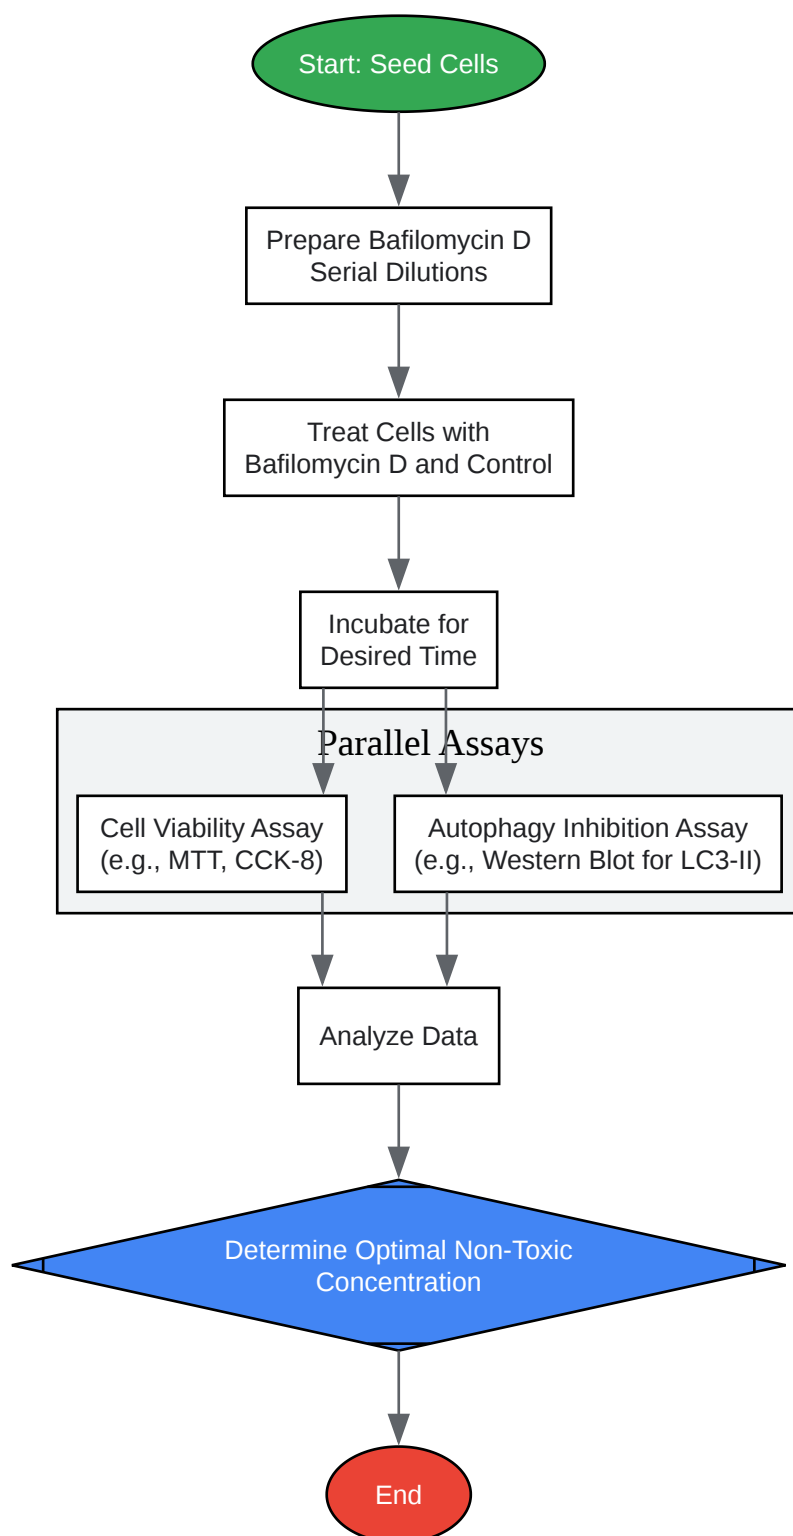 Start: Seed Cells
Prepare Bafilomycin D
Serial Dilutions
Treat Cells with
Bafilomycin D and Control
Incubate for
Desired Time
Parallel Assays
Cell Viability Assay
(e.g., MTT, CCK-8)
Autophagy Inhibition Assay
(e.g., Western Blot for LC3-II)
Analyze Data
Determine Optimal Non-Toxic
Concentration
End